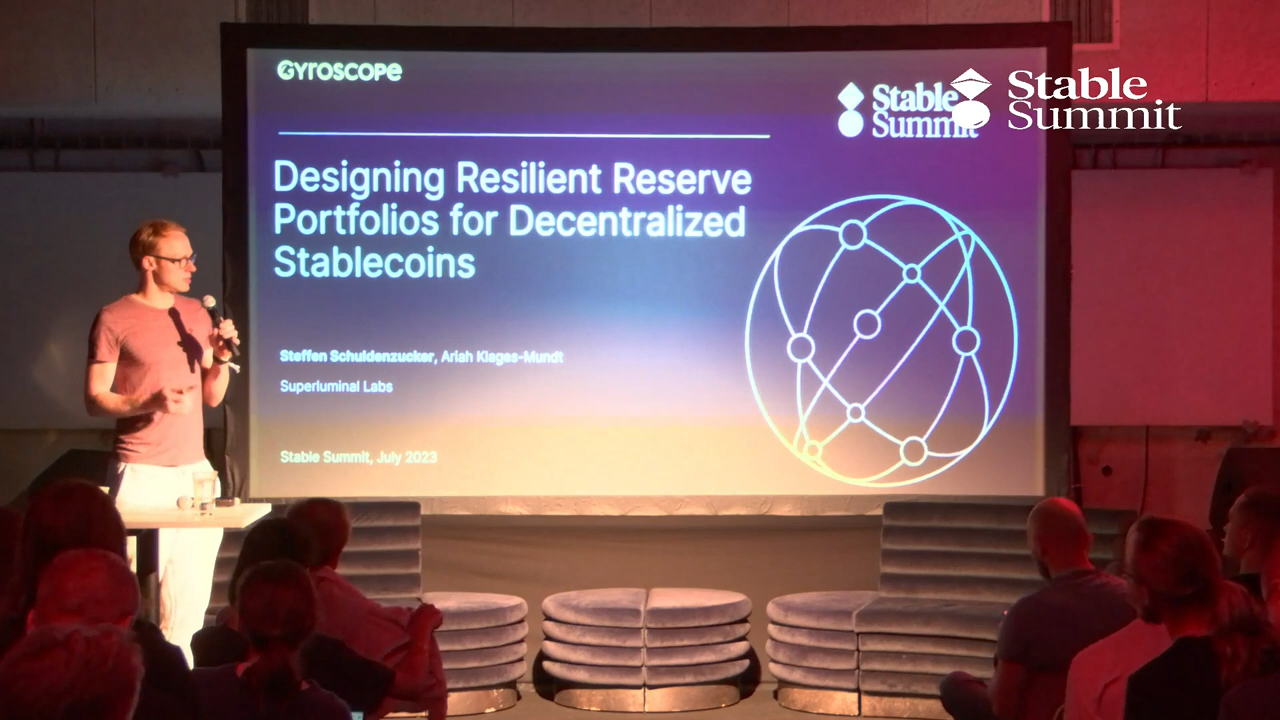 GYROSCOPE
Stable
Summit
Stable
Summit
Designing Resilient Reserve
Portfolios for Decentralized
Stablecoins
Steffen Schuldenzucker, Ariah Klages-Mundt
Superluminal Labs
Stable Summit, July 2023